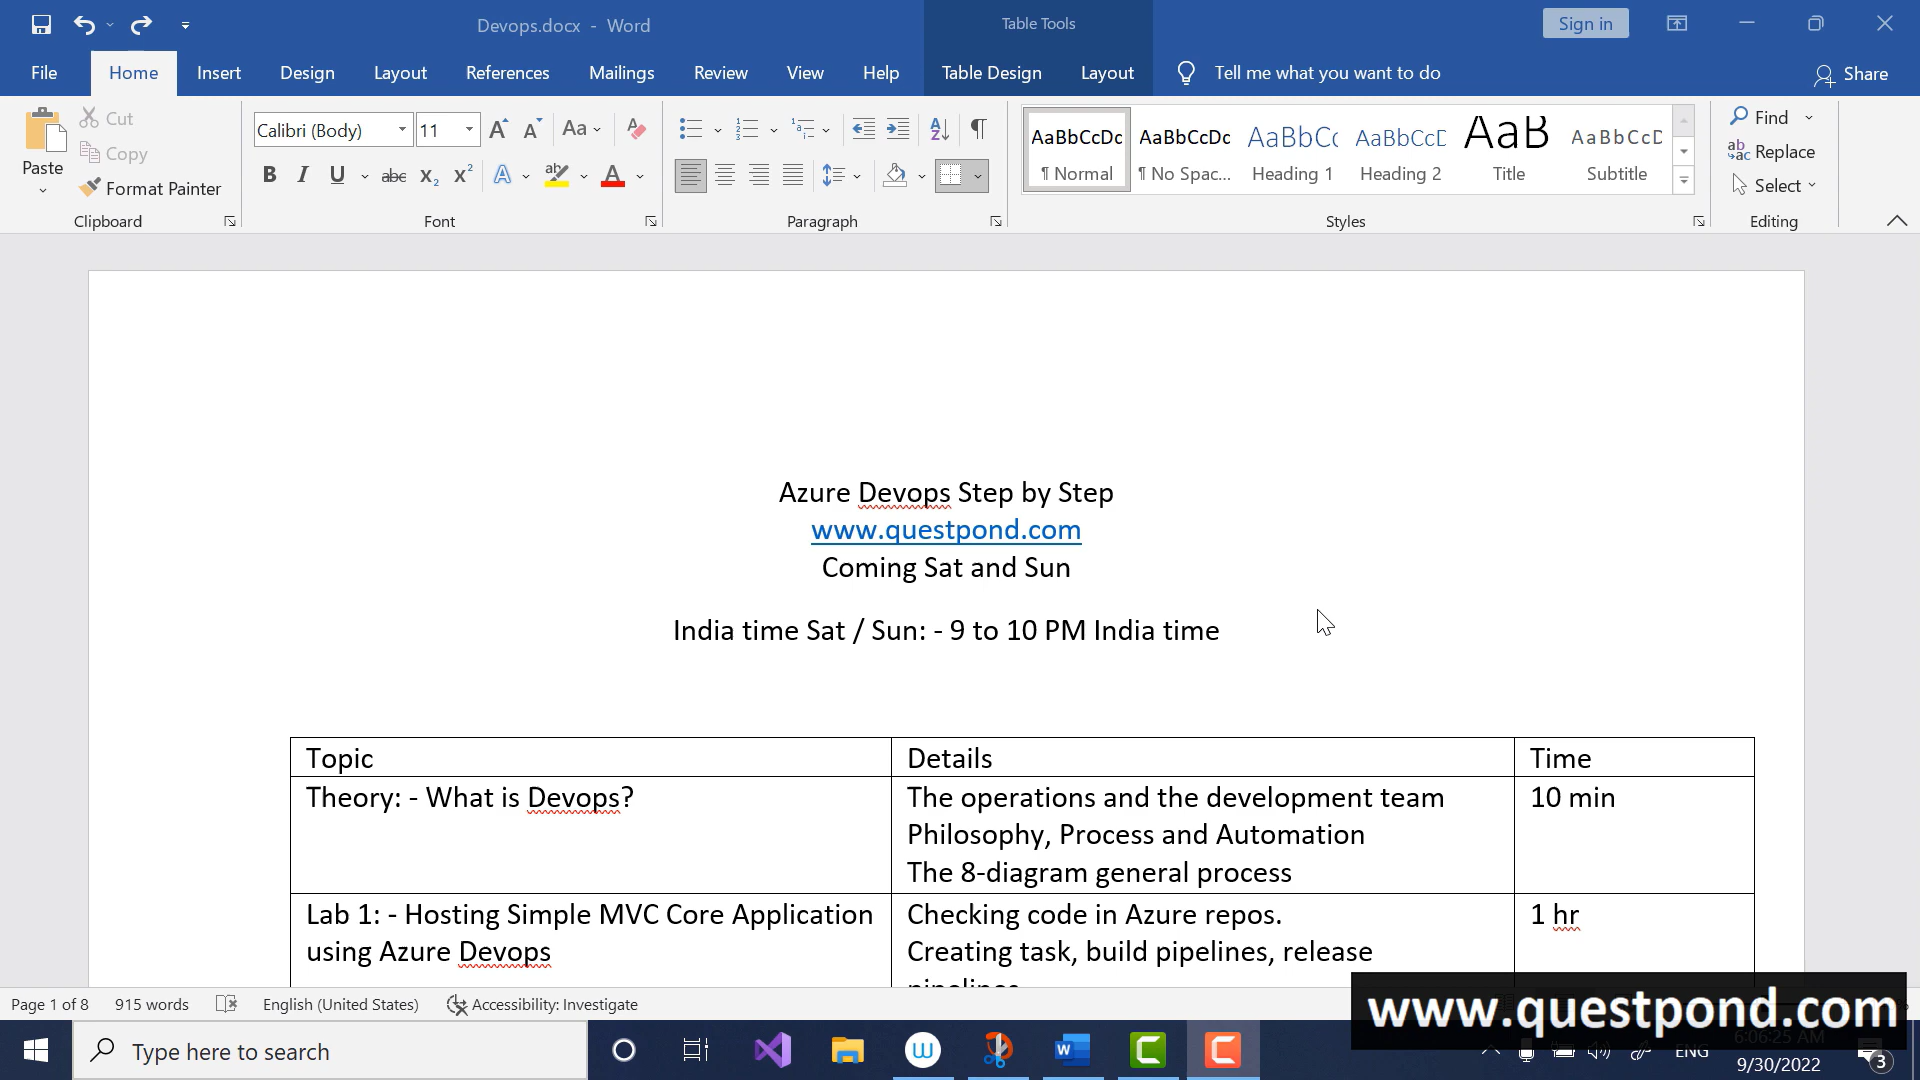 Devops.docx - Word
Table Tools
Sign in
File
Home
Insert
Design
Layout
References
Mailings
Review
View
Help
Table Design
Layout
Tell me what you want to do
Share
Paste
Cut
Copy
Format Painter
Clipboard
Calibri (Body)
11
Font
Paragraph
AaBbCcDc
¶ Normal
AaBbCcDc
¶ No Spac...
AaBbCc
Heading 1
AaBbCcD
Heading 2
AaB
Title
AaBbCcD
Subtitle
Styles
Find
Replace
Select
Editing
Azure Devops Step by Step
www.questpond.com
Coming Sat and Sun
India time Sat / Sun: - 9 to 10 PM India time
Topic
Details
Time
Theory: - What is Devops?
The operations and the development team
Philosophy, Process and Automation
The 8-diagram general process
10 min
Lab 1: - Hosting Simple MVC Core Application
using Azure Devops
Checking code in Azure repos.
Creating task, build pipelines, release
pipelines
1 hr
Page 1 of 8
915 words
English (United States)
Accessibility: Investigate
www.questpond.com
Type here to search
ENG
6:06:25 AM
9/30/2022
3